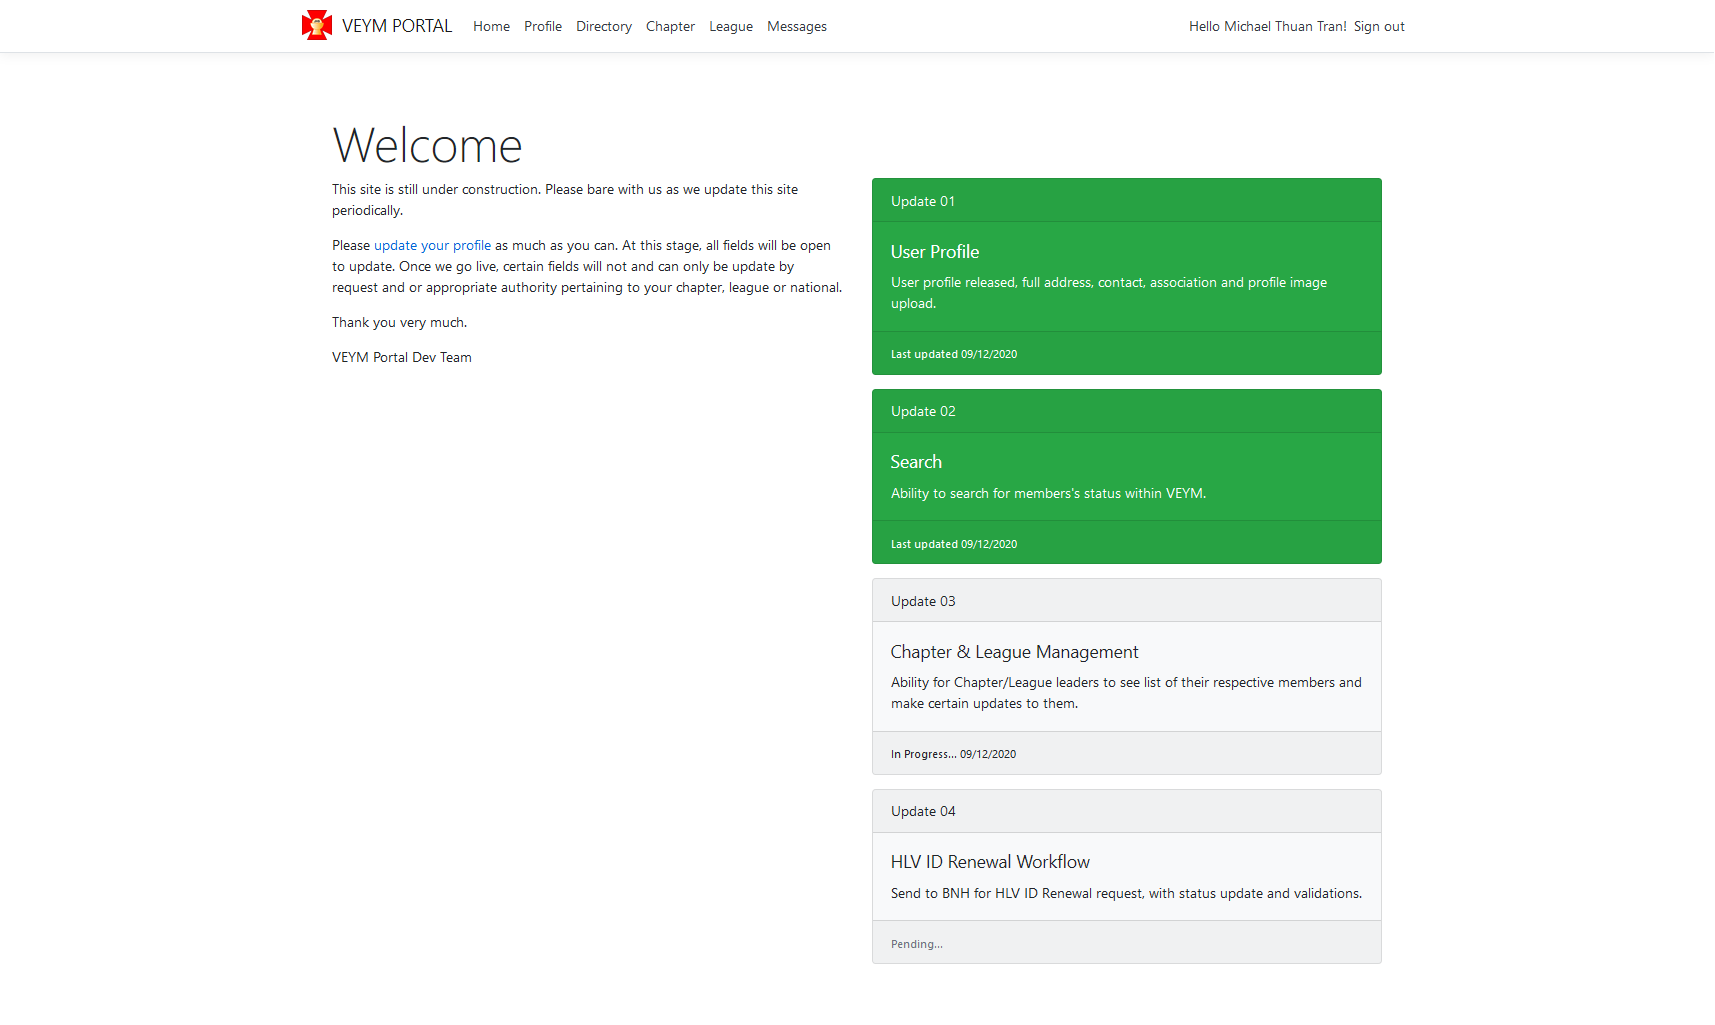 VEYM PORTAL Home Profile Directory Chapter League Messages Hello Michael Thuan Tran! Sign out
Welcome
This site is still under construction. Please bare with us as we update this site
periodically.
Please update your profile as much as you can. At this stage, all fields will be open
to update. Once we go live, certain fields will not and can only be update by
request and or appropriate authority pertaining to your chapter, league or national.
Thank you very much.
VEYM Portal Dev Team
Update 01
User Profile
User profile released, full address, contact, association and profile image
upload.
Last updated 09/12/2020
Update 02
Search
Ability to search for members's status within VEYM.
Last updated 09/12/2020
Update 03
Chapter & League Management
Ability for Chapter/League leaders to see list of their respective members and
make certain updates to them.
In Progress... 09/12/2020
Update 04
HLV ID Renewal Workflow
Send to BNH for HLV ID Renewal request, with status update and validations.
Pending...